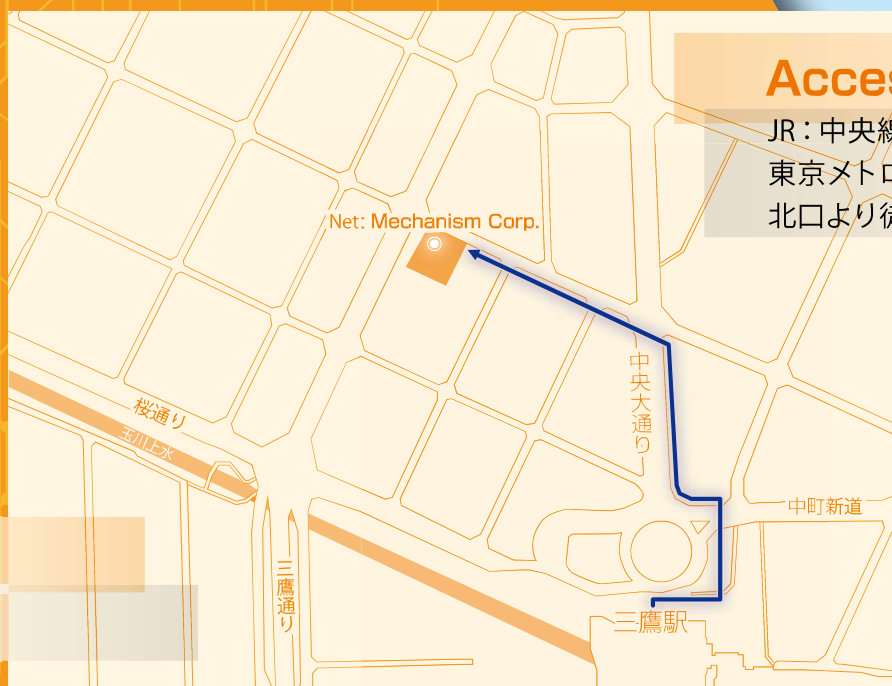 Acces
JR：中央線
東京メトロ
北口より徒
Net: Mechanism Corp.
中央大通り
桜通り
玉川上水
中町新道
三鷹通り
三鷹駅